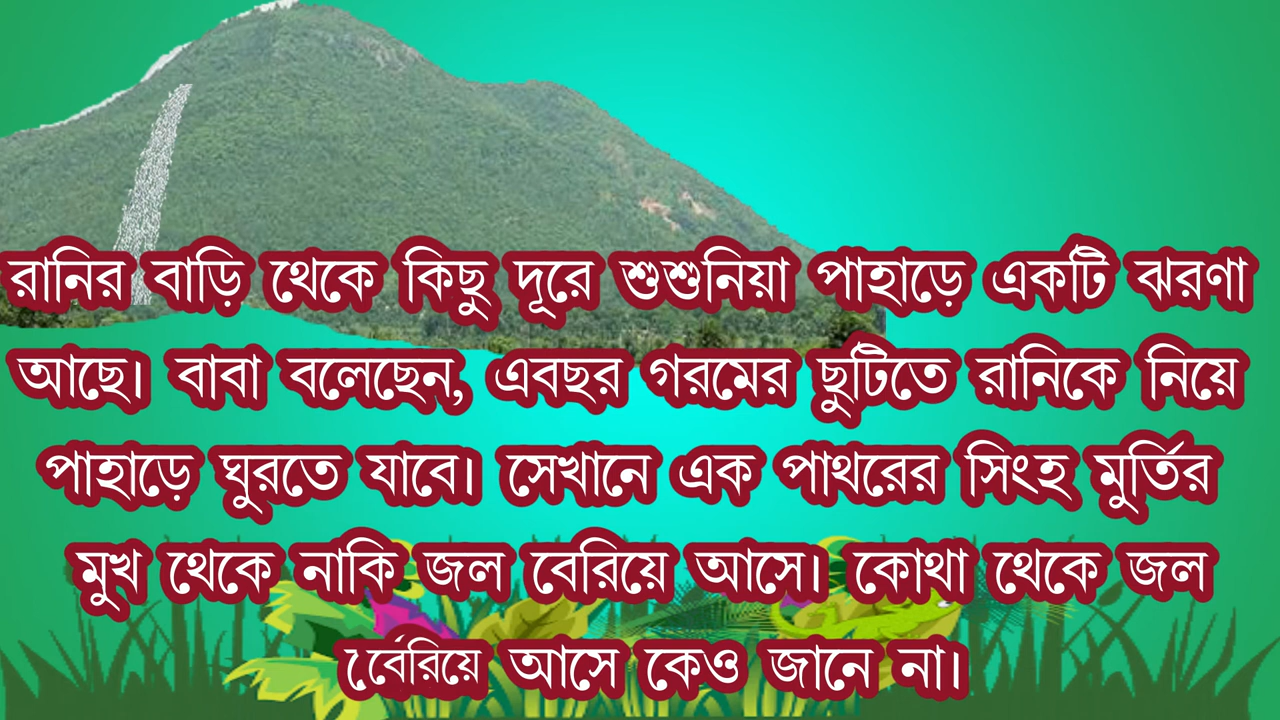 রানির বাড়ি থেকে কিছু দূরে শুশুনিয়া পাহাড়ে একটি ঝরণা
আছে। বাবা বলেছেন, এবছর গরমের ছুটিতে রানিকে নিয়ে
পাহাড়ে ঘুরতে যাবে। সেখানে এক পাথরের সিংহ মুর্তির
মুখ থেকে নাকি জল বেরিয়ে আসে। কোথা থেকে জল
বের্েরিয়ে আসে কেও জানে না।